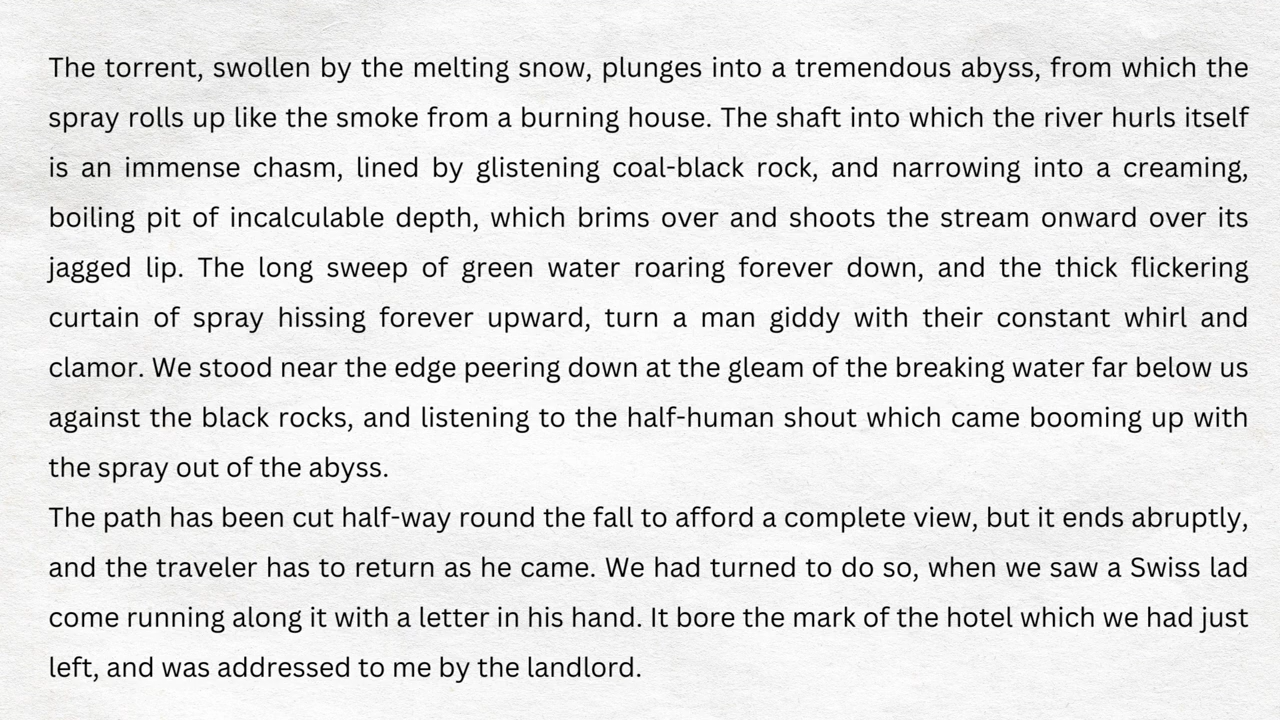 The torrent, swollen by the melting snow, plunges into a tremendous abyss, from which the
spray rolls up like the smoke from a burning house. The shaft into which the river hurls itself
is an immense chasm, lined by glistening coal-black rock, and narrowing into a creaming,
boiling pit of incalculable depth, which brims over and shoots the stream onward over its
jagged lip. The long sweep of green water roaring forever down, and the thick flickering
curtain of spray hissing forever upward, turn a man giddy with their constant whirl and
clamor. We stood near the edge peering down at the gleam of the breaking water far below us
against the black rocks, and listening to the half-human shout which came booming up with
the spray out of the abyss.
The path has been cut half-way round the fall to afford a complete view, but it ends abruptly,
and the traveler has to return as he came. We had turned to do so, when we saw a Swiss lad
come running along it with a letter in his hand. It bore the mark of the hotel which we had just
left, and was addressed to me by the landlord.